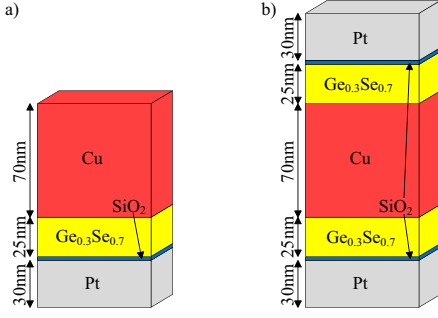 a)
Cu
70nm
SiO2
25nm
Ge0.3Se0.7
30nm
Pt
b)
30nm
Pt
25nm
Ge0.3Se0.7
70nm
Cu
SiO2
25nm
Ge0.3Se0.7
30nm
Pt